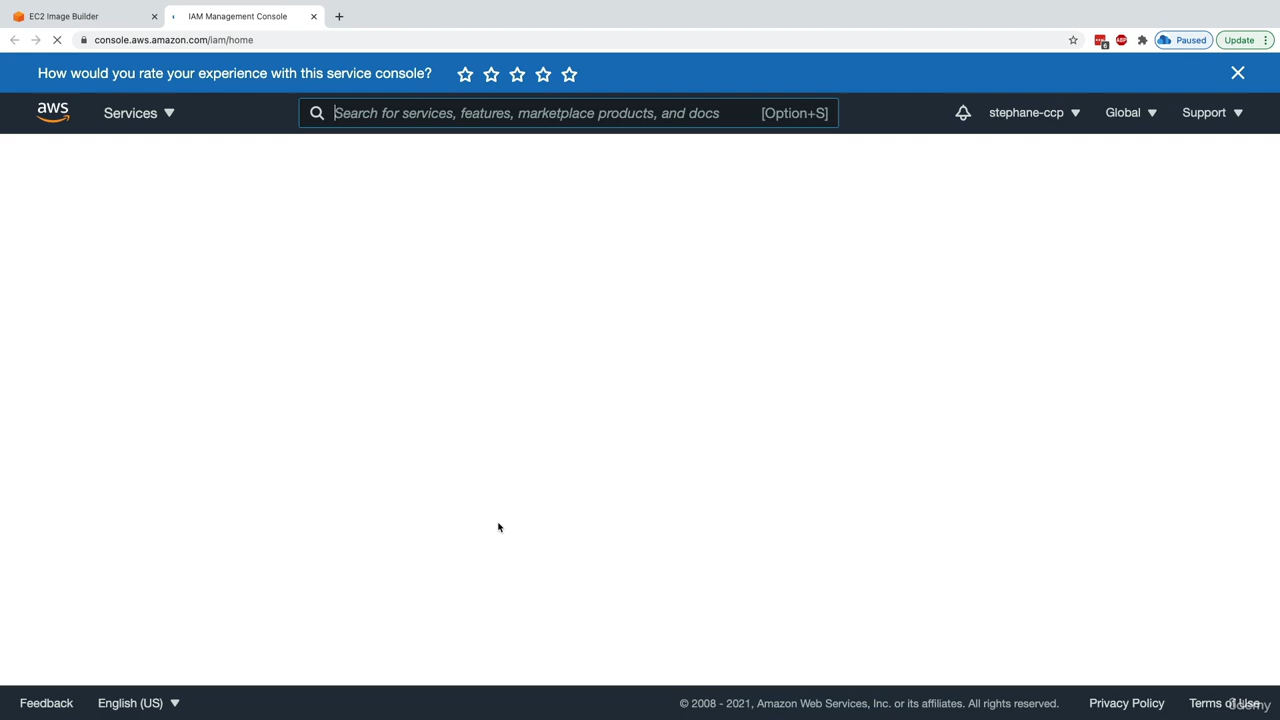 EC2 Image Builder
IAM Management Console
console.aws.amazon.com/iam/home
6
ABP
Paused
Update
How would you rate your experience with this service console?
aws
Services
Search for services, features, marketplace products, and docs
[Option+S]
stephane-ccp
Global
Support
Feedback
English (US)
© 2008 - 2021, Amazon Web Services, Inc. or its affiliates. All rights reserved.
Privacy Policy
Terms of Use
udemy